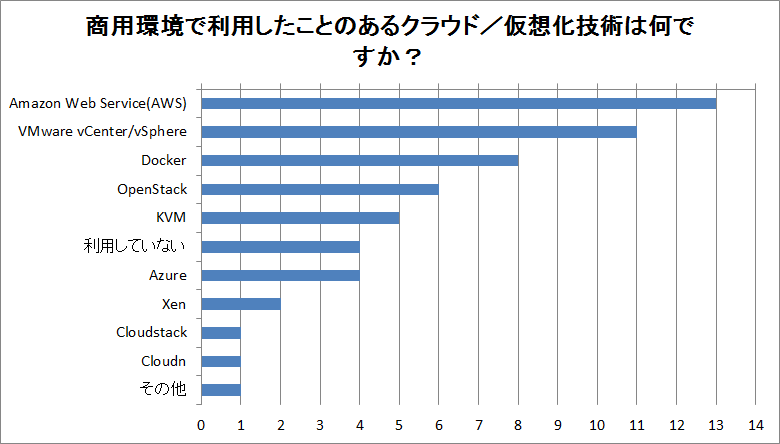 商用環境で利用したことのあるクラウド／仮想化技術は何で
すか？
Amazon Web Service(AWS)
VMware vCenter/vSphere
Docker
OpenStack
KVM
利用していない
Azure
Xen
Cloudstack
Cloudn
その他
0 1 2 3 4 5 6 7 8 9 10 11 12 13 14